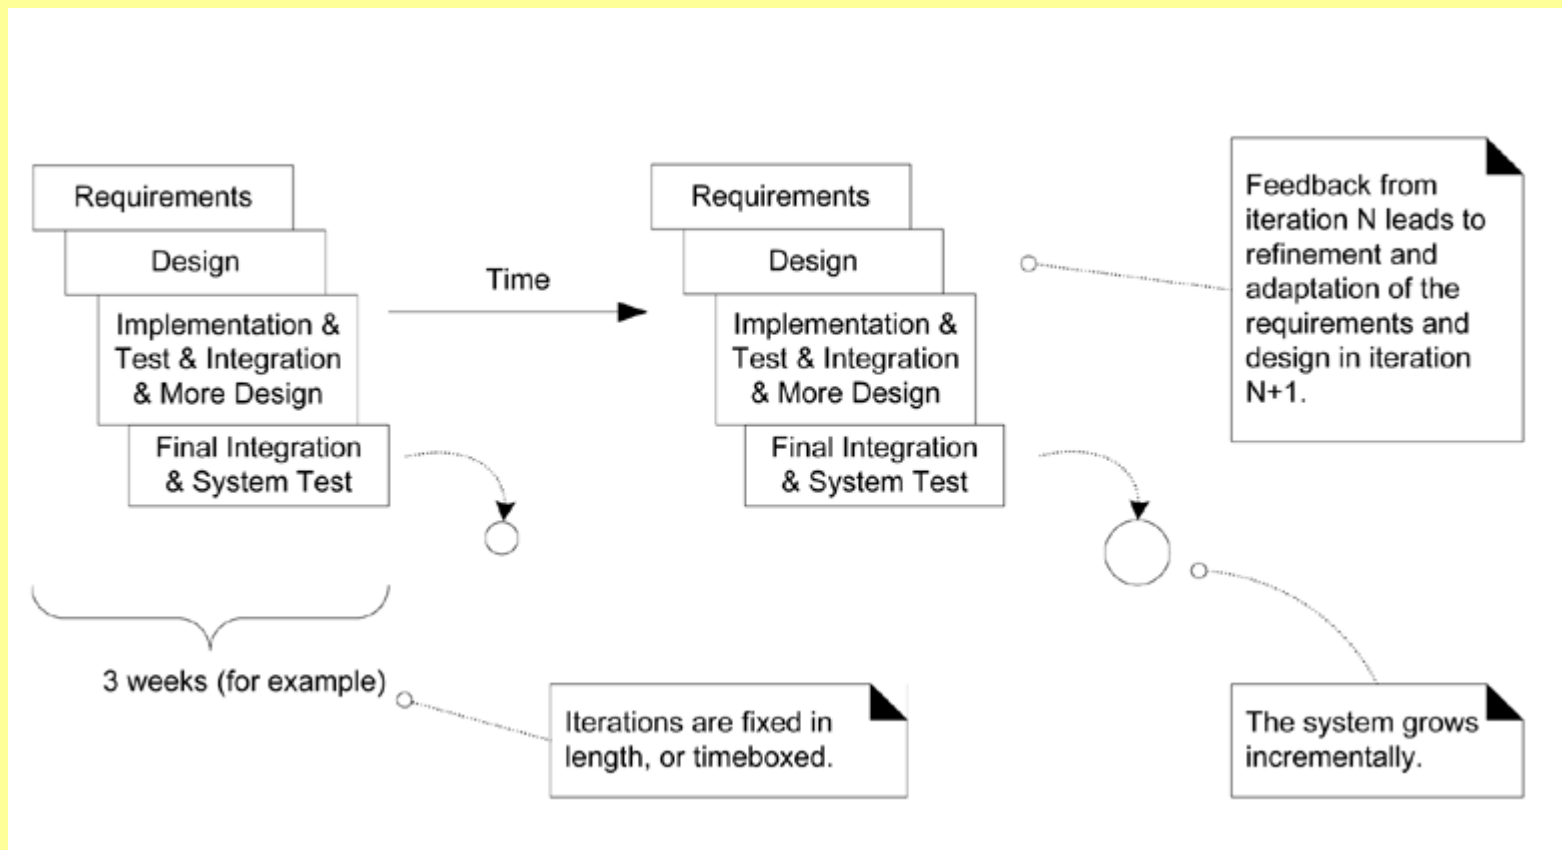 Requirements
Design
Implementation &
Test & Integration
& More Design
Final Integration
& System Test
3 weeks (for example)
Time
Requirements
Design
Implementation &
Test & Integration
& More Design
Final Integration
& System Test
Feedback from
iteration N leads to
refinement and
adaptation of the
requirements and
design in iteration
N+1.
Iterations are fixed in
length, or timeboxed.
The system grows
incrementally.